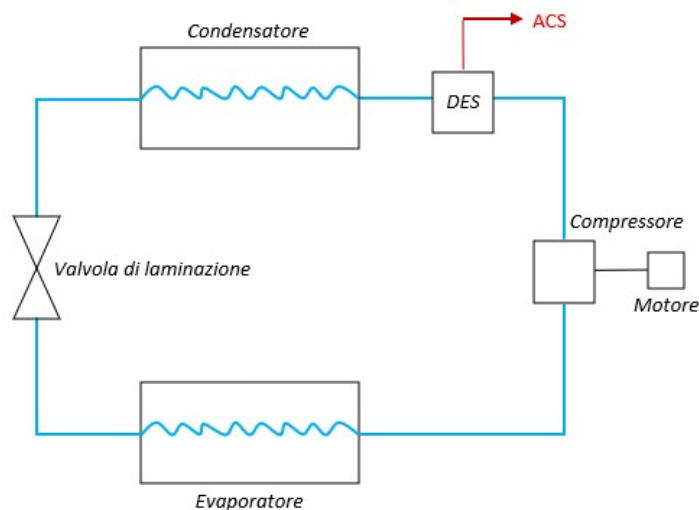 Condensatore
ACS
DES
Compressore
Valvola di laminazione
Motore
Evaporatore